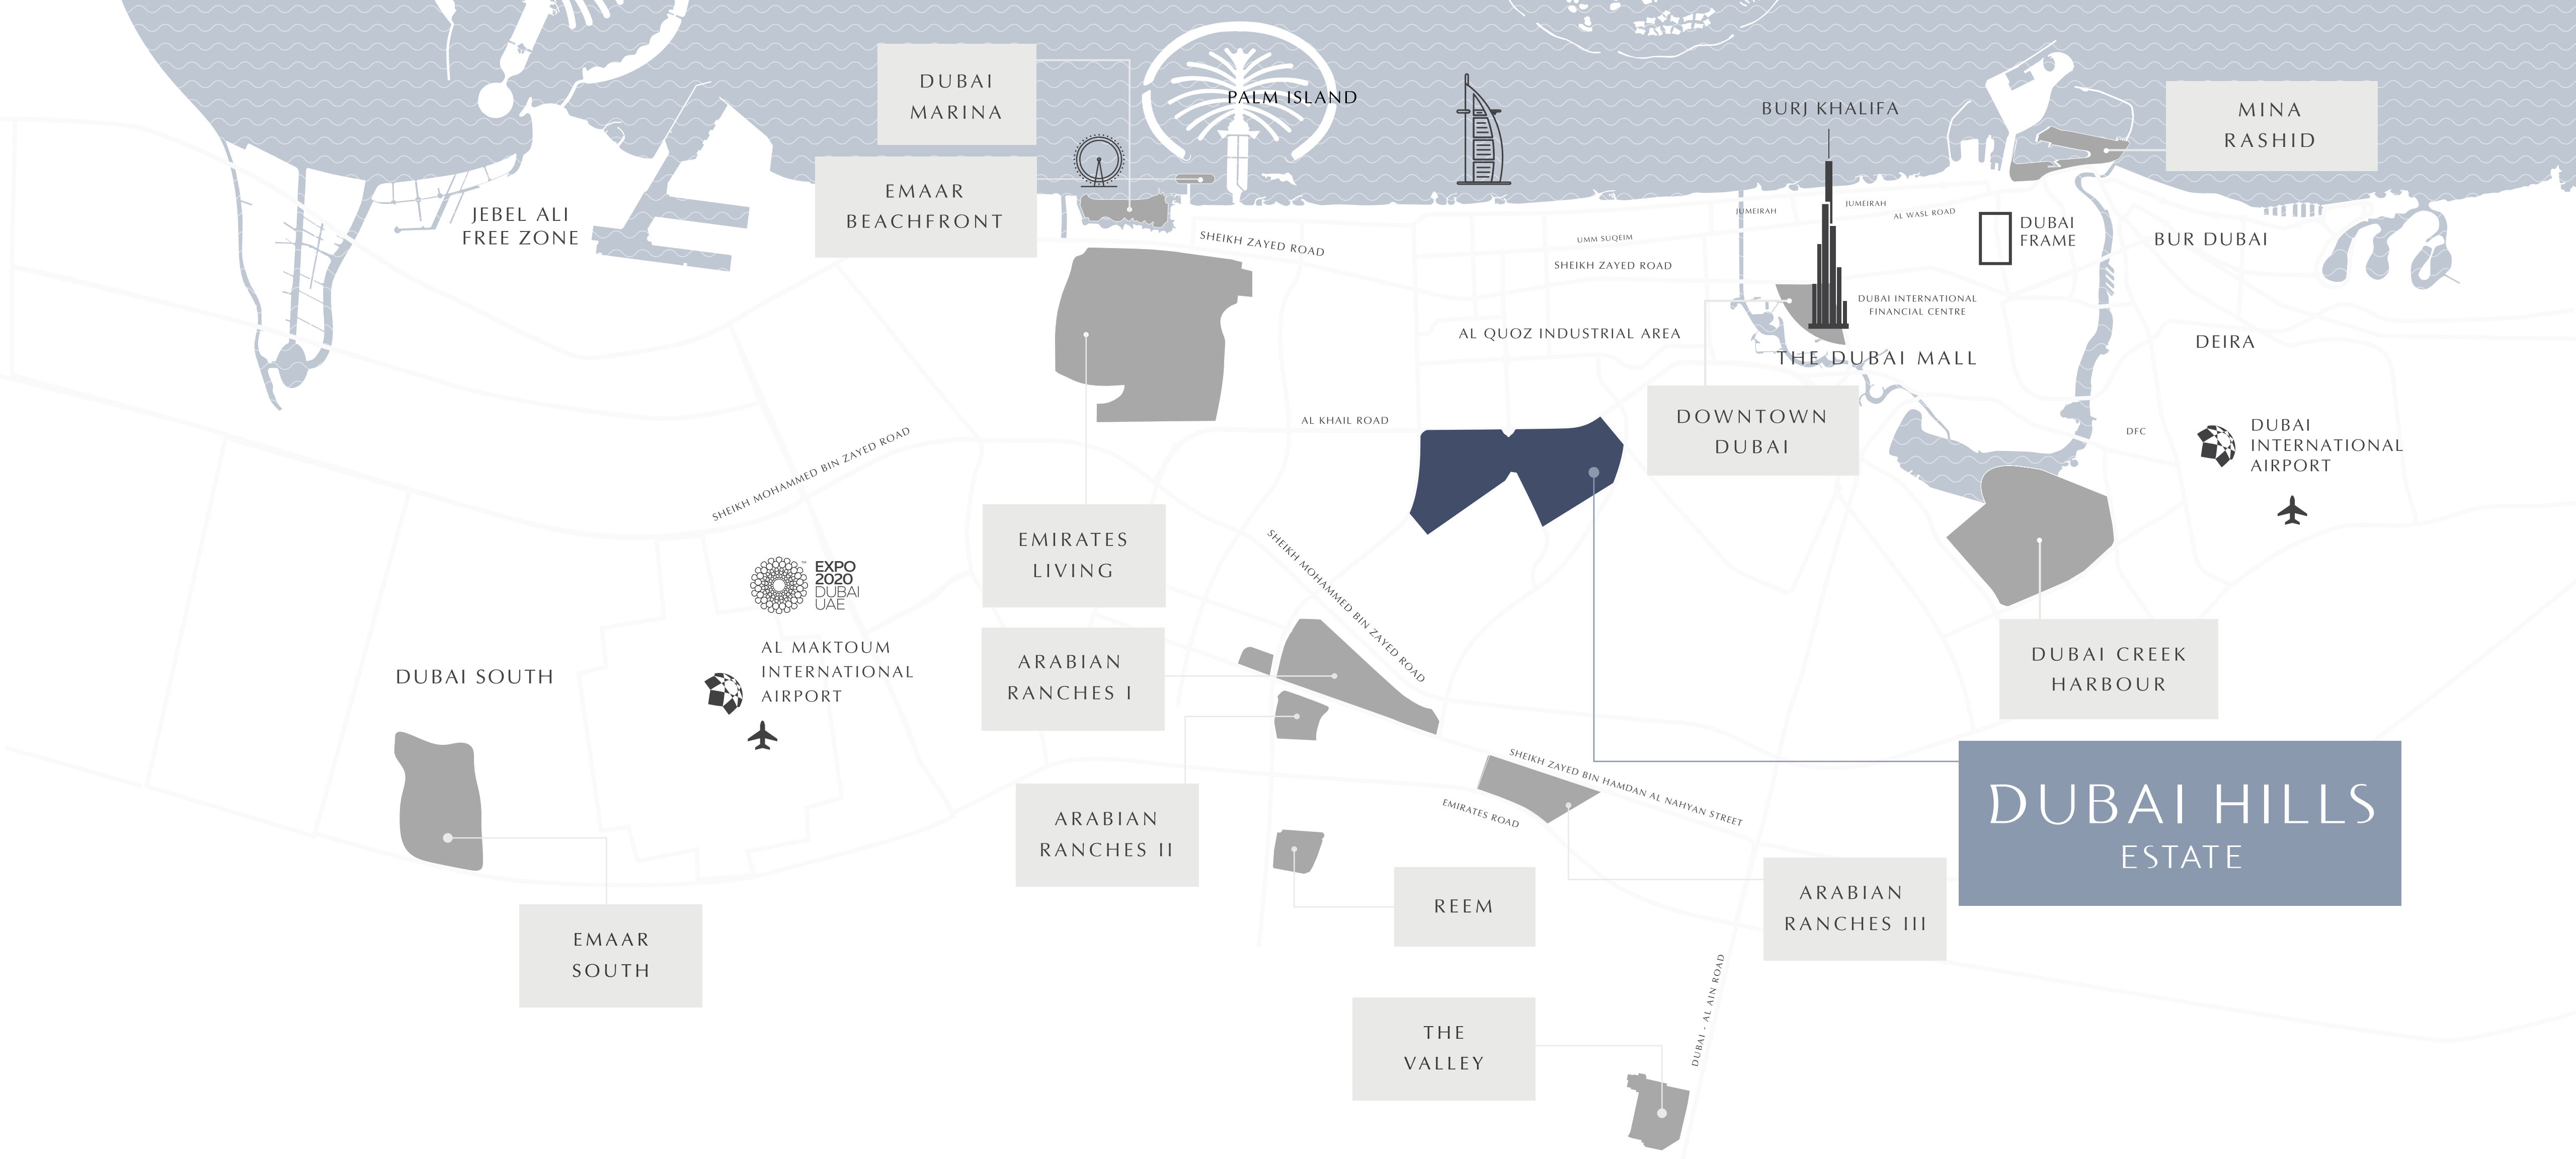 DUBAI
MARINA
PALM ISLAND
BURJ KHALIFA
MINA
RASHID
EMAAR
BEACHFRONT
JEBEL ALI
FREE ZONE
SHEIKH ZAYED ROAD
UMM SUQEIM
SHEIKH ZAYED ROAD
JUMEIRAH
JUMEIRAH
AL WASL ROAD
DUBAI
FRAME
BUR DUBAI
DUBAI INTERNATIONAL
FINANCIAL CENTRE
AL QUOZ INDUSTRIAL AREA
THE DUBAI MALL
DEIRA
DOWNTOWN
DUBAI
AL KHAIL ROAD
DFC
DUBAI
INTERNATIONAL
AIRPORT
SHEIKH MOHAMMED BIN ZAYED ROAD
EMIRATES
LIVING
SHEIKH MOHAMMED BIN ZAYED ROAD
EXPO
2020
DUBAI
UAE
™
AL MAKTOUM
INTERNATIONAL
AIRPORT
DUBAI SOUTH
ARABIAN
RANCHES I
DUBAI CREEK
HARBOUR
SHEIKH ZAYED BIN HAMDAN AL NAHYAN STREET
EMIRATES ROAD
DUBAI HILLS
ESTATE
ARABIAN
RANCHES II
REEM
ARABIAN
RANCHES III
EMAAR
SOUTH
DUBAI - AL AIN ROAD
THE
VALLEY